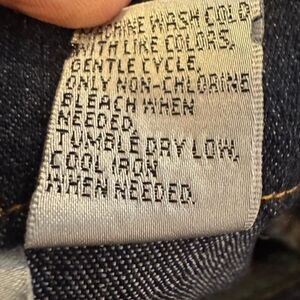 MACHINE WASH COLD
WITH LIKE COLORS.
GENTLE CYCLE.
ONLY NON-CHLORINE
BLEACH WHEN
NEEDED.
TUMBLE DRY LOW.
COOL IRON
WHEN NEEDED.